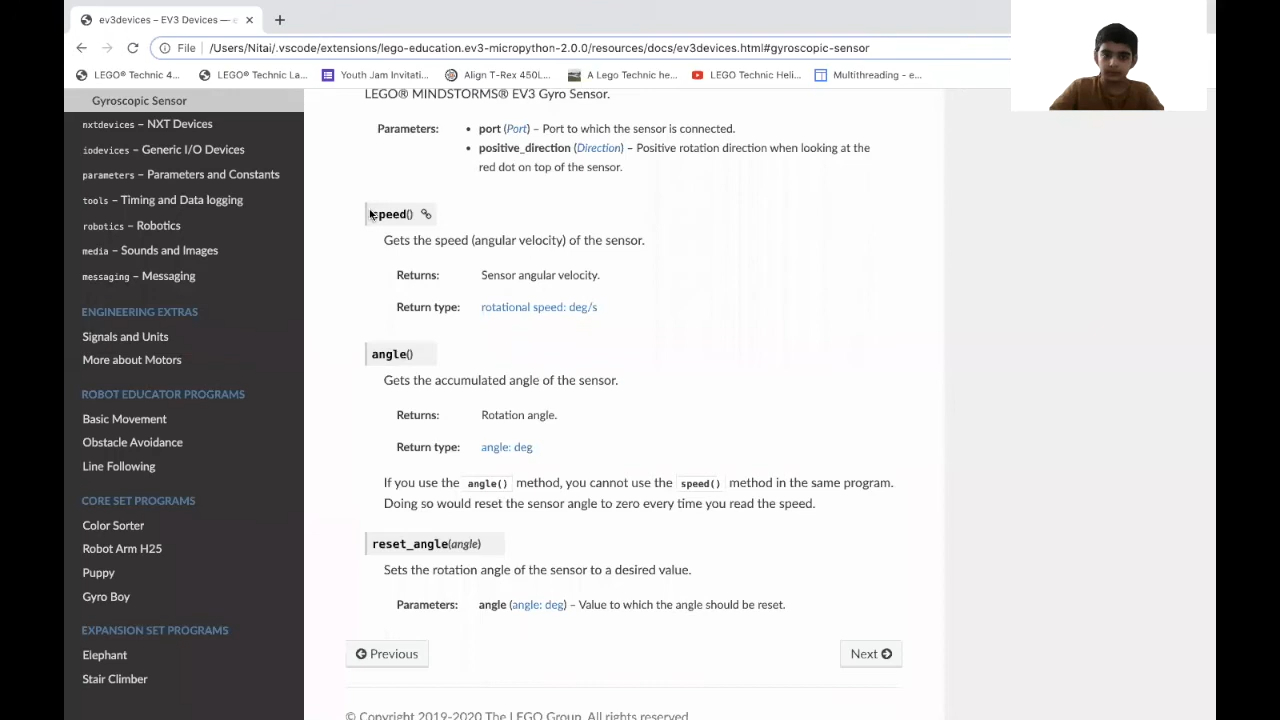 ev3devices – EV3 Devices — e
File /Users/Nitai/.vscode/extensions/lego-education.ev3-micropython-2.0.0/resources/docs/ev3devices.html#gyroscopic-sensor
LEGO® Technic 4... LEGO® Technic La... Youth Jam Invitati... Align T-Rex 450L... A Lego Technic he... LEGO Technic Heli... Multithreading - e...
Gyroscopic Sensor
nxtdevices – NXT Devices
iodevices – Generic I/O Devices
parameters – Parameters and Constants
tools – Timing and Data logging
robotics – Robotics
media – Sounds and Images
messaging – Messaging
ENGINEERING EXTRAS
Signals and Units
More about Motors
ROBOT EDUCATOR PROGRAMS
Basic Movement
Obstacle Avoidance
Line Following
CORE SET PROGRAMS
Color Sorter
Robot Arm H25
Puppy
Gyro Boy
EXPANSION SET PROGRAMS
Elephant
Stair Climber
LEGO® MINDSTORMS® EV3 Gyro Sensor.
Parameters: • port (Port) – Port to which the sensor is connected.
• positive_direction (Direction) – Positive rotation direction when looking at the
red dot on top of the sensor.
speed()
Gets the speed (angular velocity) of the sensor.
Returns: Sensor angular velocity.
Return type: rotational speed: deg/s
angle()
Gets the accumulated angle of the sensor.
Returns: Rotation angle.
Return type: angle: deg
If you use the angle() method, you cannot use the speed() method in the same program.
Doing so would reset the sensor angle to zero every time you read the speed.
reset_angle(angle)
Sets the rotation angle of the sensor to a desired value.
Parameters: angle (angle: deg) – Value to which the angle should be reset.
Previous Next
© Copyright 2019-2020 The LEGO Group. All rights reserved